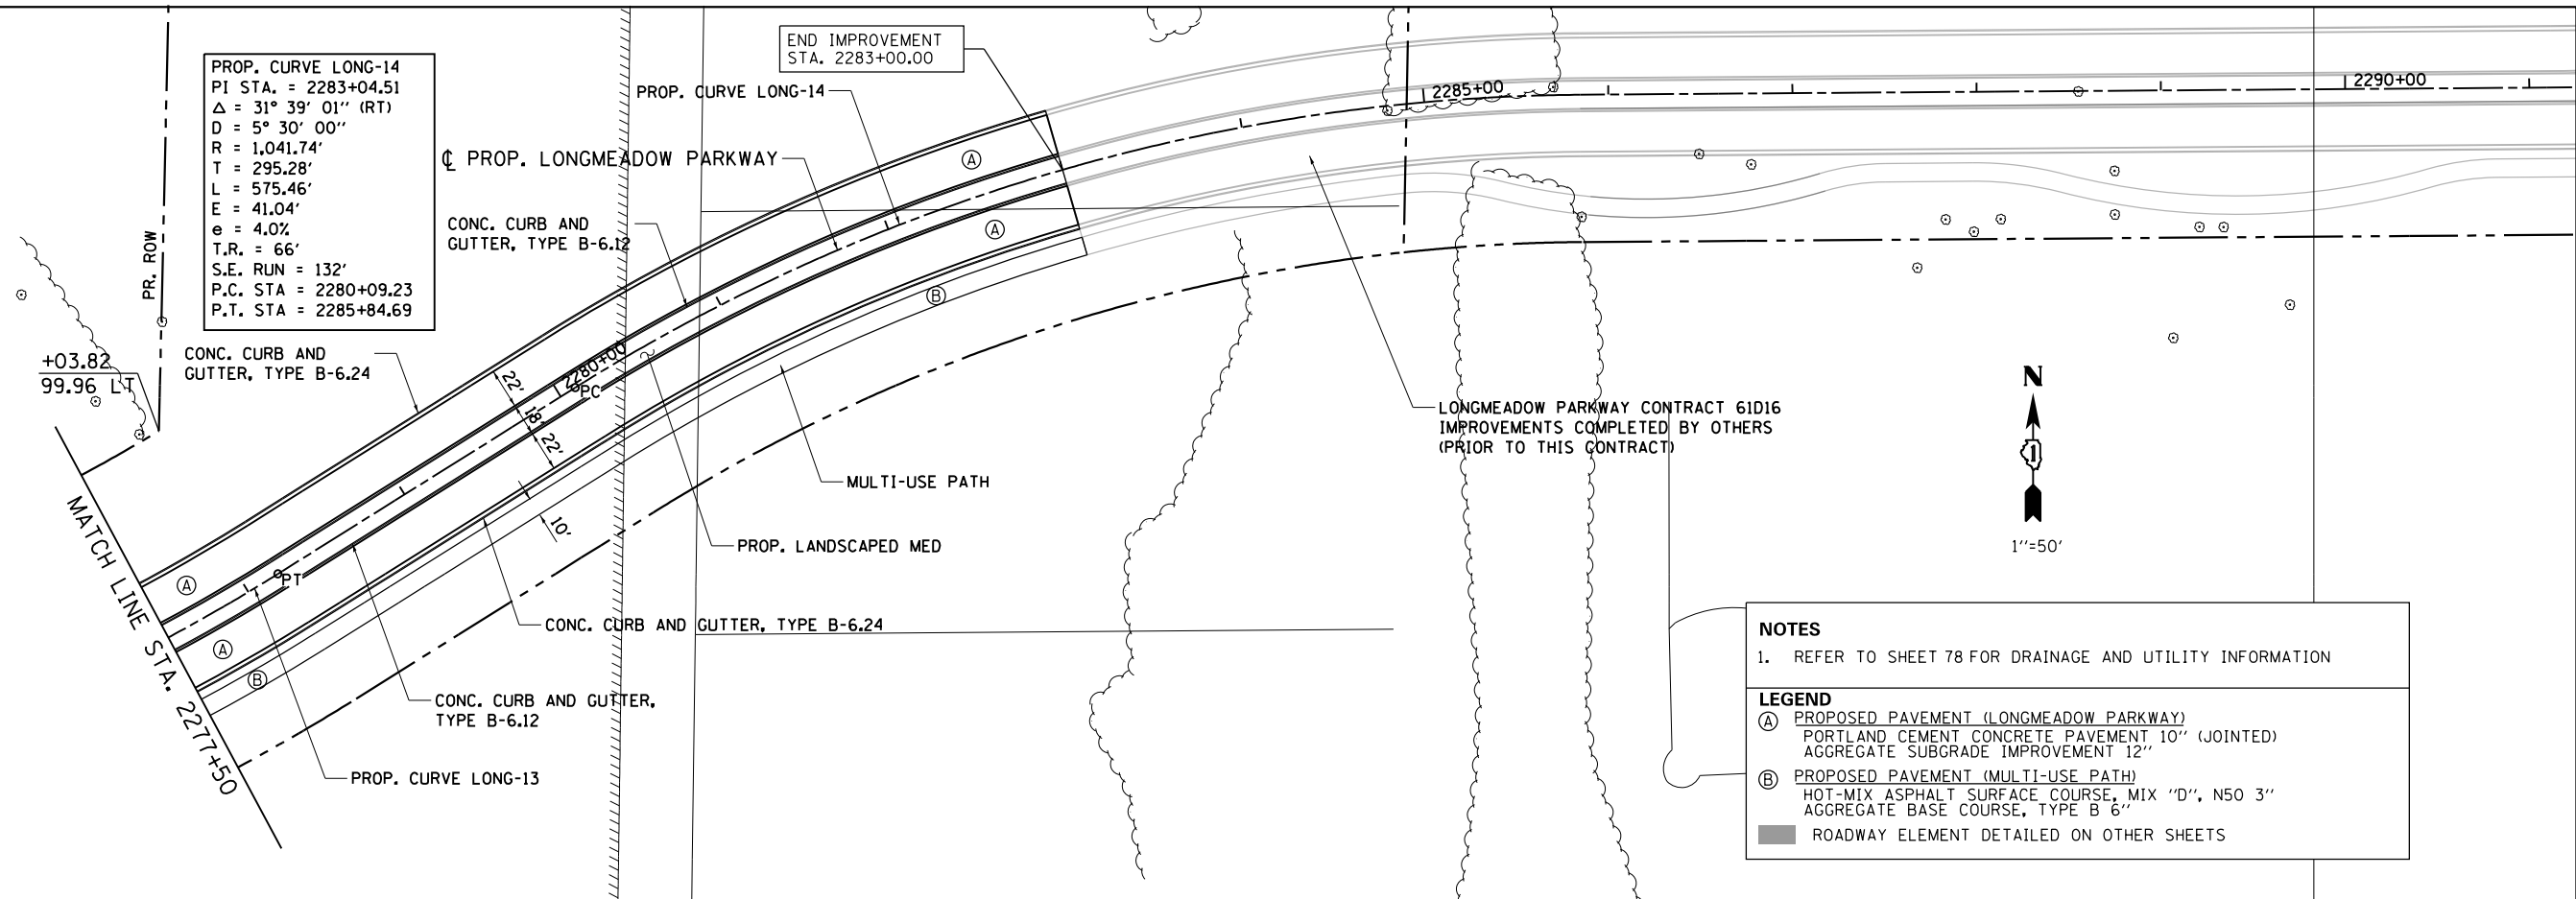 PROP. CURVE LONG-14
PI STA. = 2283+04.51
Δ = 31° 39' 01'' (RT)
D = 5° 30' 00''
R = 1,041.74'
T = 295.28'
L = 575.46'
E = 41.04'
e = 4.0%
T.R. = 66'
S.E. RUN = 132'
P.C. STA = 2280+09.23
P.T. STA = 2285+84.69
END IMPROVEMENT
STA. 2283+00.00
PROP. CURVE LONG-14
℄ PROP. LONGMEADOW PARKWAY
CONC. CURB AND
GUTTER, TYPE B-6.12
PR. ROW
+03.82
99.96 LT
CONC. CURB AND
GUTTER, TYPE B-6.24
2280+00
PC
22'
18'
22'
10'
A
A
B
2285+00
2290+00
MULTI-USE PATH
PROP. LANDSCAPED MED
LONGMEADOW PARKWAY CONTRACT 61D16
IMPROVEMENTS COMPLETED BY OTHERS
(PRIOR TO THIS CONTRACT)
N
1
1''=50'
MATCH LINE STA. 2277+50
PT
A
A
B
CONC. CURB AND GUTTER, TYPE B-6.24
CONC. CURB AND GUTTER,
TYPE B-6.12
PROP. CURVE LONG-13
NOTES
1. REFER TO SHEET 78 FOR DRAINAGE AND UTILITY INFORMATION
LEGEND
A PROPOSED PAVEMENT (LONGMEADOW PARKWAY)
PORTLAND CEMENT CONCRETE PAVEMENT 10'' (JOINTED)
AGGREGATE SUBGRADE IMPROVEMENT 12''
B PROPOSED PAVEMENT (MULTI-USE PATH)
HOT-MIX ASPHALT SURFACE COURSE, MIX ''D'', N50 3''
AGGREGATE BASE COURSE, TYPE B 6''
ROADWAY ELEMENT DETAILED ON OTHER SHEETS